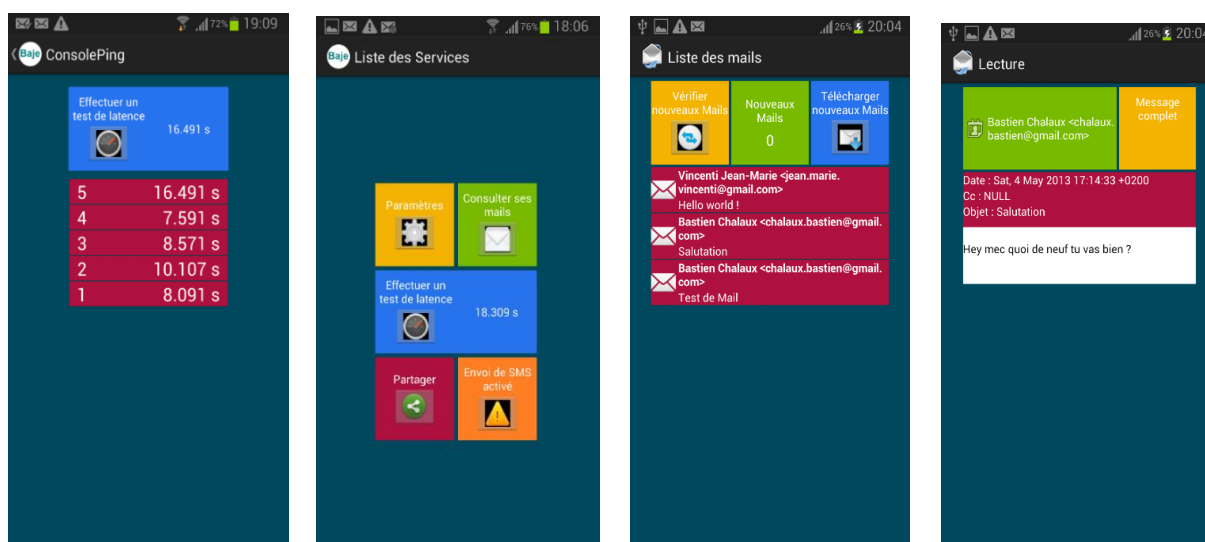 72% 19:09
Baje ConsolePing
Effectuer un
test de latence
16.491 s
5 16.491 s
4 7.591 s
3 8.571 s
2 10.107 s
1 8.091 s
76% 18:06
Baje Liste des Services
Paramètres
Consulter ses
mails
Effectuer un
test de latence
18.309 s
Partager
Envoi de SMS
activé
26% 20:04
Liste des mails
Vérifier
nouveaux Mails
Nouveaux
Mails
0
Télécharger
nouveaux Mails
Vincenti Jean-Marie <jean.marie.
vincenti@gmail.com>
Hello world !
Bastien Chalaux <chalaux.bastien@gmail.
com>
Salutation
Bastien Chalaux <chalaux.bastien@gmail.
com>
Test de Mail
26% 20:04
Lecture
Bastien Chalaux <chalaux.
bastien@gmail.com>
Message
complet
Date : Sat, 4 May 2013 17:14:33 +0200
Cc : NULL
Objet : Salutation
Hey mec quoi de neuf tu vas bien ?